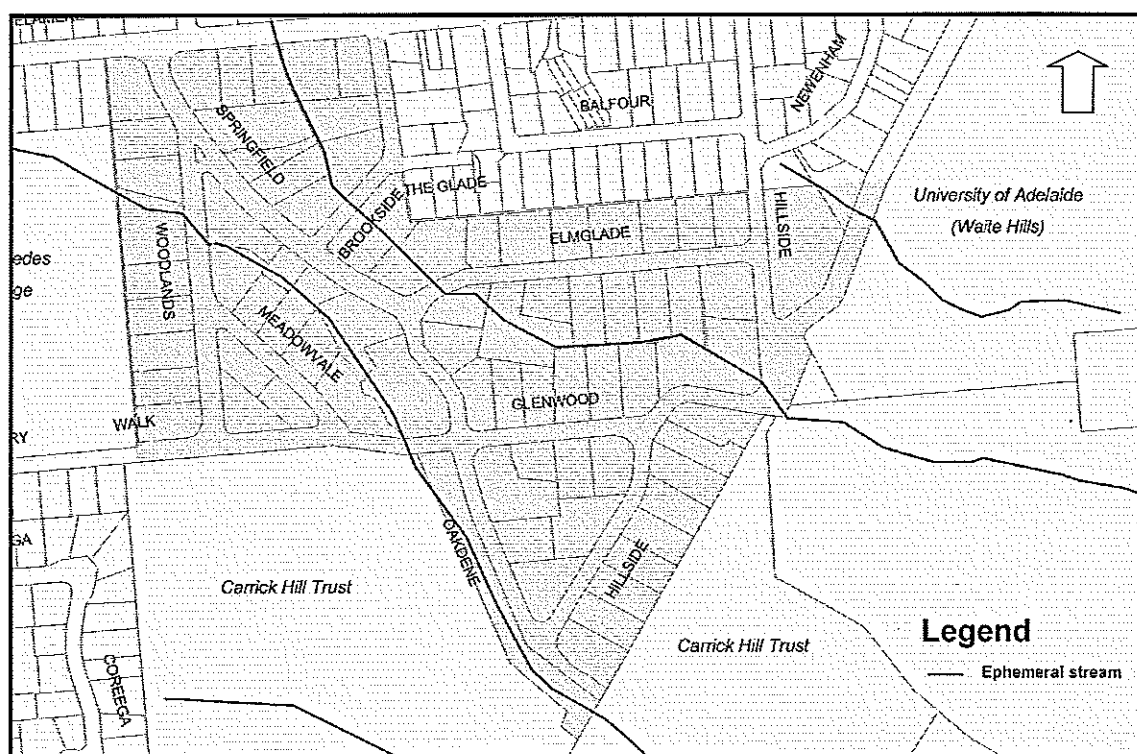 SPRINGFIELD
BALFOUR
NEWENHAM
BROOKSIDE
THE GLADE
University of Adelaide
(Waite Hills)
HILLSIDE
ELMGLADE
WOODLANDS
edes
ge
MEADOWVALE
GLENWOOD
WALK
RY
GA
OAKDENE
HILLSIDE
Carrick Hill Trust
Carrick Hill Trust
COREEGA
Legend
Ephemeral stream